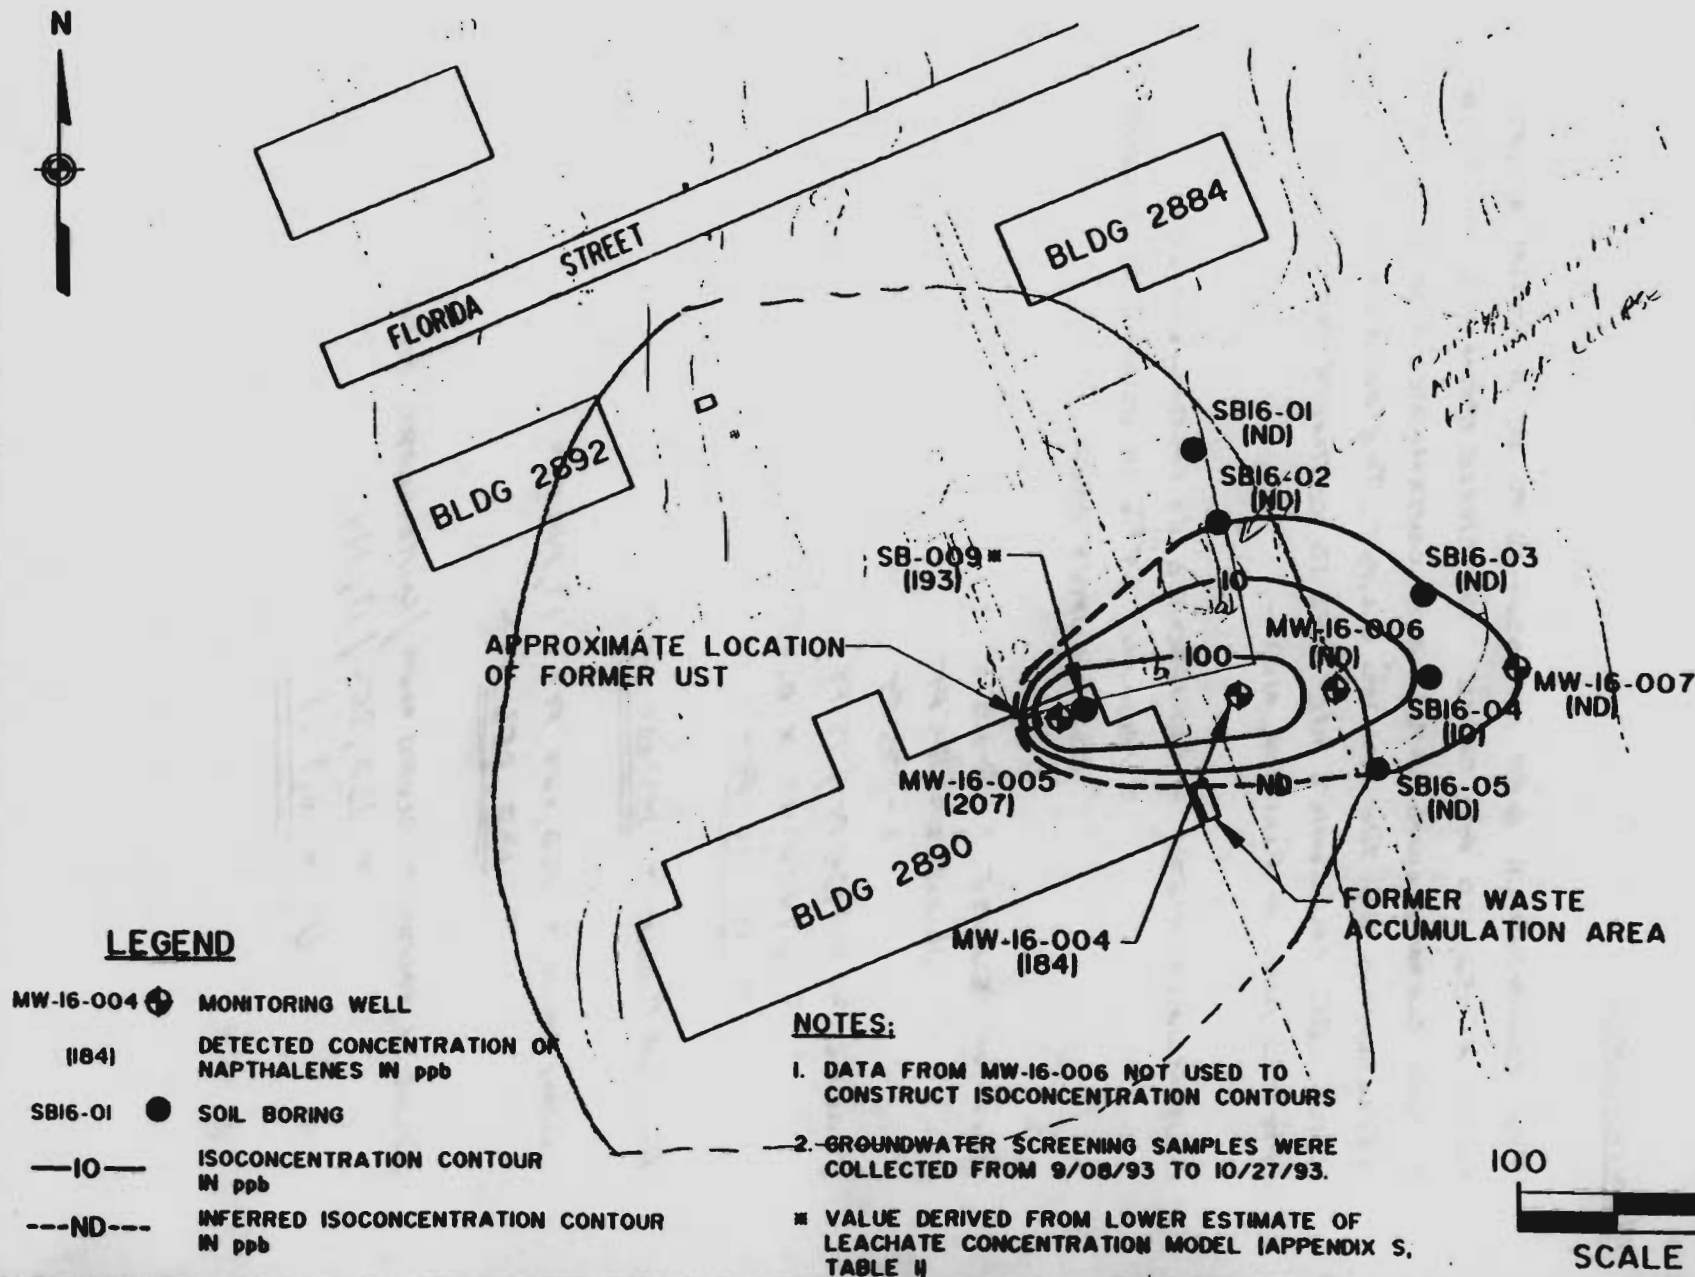 N
BLDG 2884
FLORIDA STREET
BLDG 2892
SB16-01
(ND)
SB16-02
(ND)
SB-009*
(193)
SB16-03
(ND)
10
APPROXIMATE LOCATION
OF FORMER UST
MW-16-006
(ND)
100
MW-16-007
(ND)
SB16-04
(10)
MW-16-005
(207)
ND
SB16-05
(ND)
BLDG 2890
FORMER WASTE
ACCUMULATION AREA
MW-16-004
(184)
LEGEND
MW-16-004 MONITORING WELL
(184) DETECTED CONCENTRATION OF
NAPTHALENES IN ppb
SB16-01 SOIL BORING
10 ISOCONCENTRATION CONTOUR
IN ppb
---ND--- INFERRED ISOCONCENTRATION CONTOUR
IN ppb
NOTES:
1. DATA FROM MW-16-006 NOT USED TO
CONSTRUCT ISOCONCENTRATION CONTOURS
2. GROUNDWATER SCREENING SAMPLES WERE
COLLECTED FROM 9/08/93 TO 10/27/93.
* VALUE DERIVED FROM LOWER ESTIMATE OF
LEACHATE CONCENTRATION MODEL (APPENDIX S,
TABLE 1)
100
SCALE